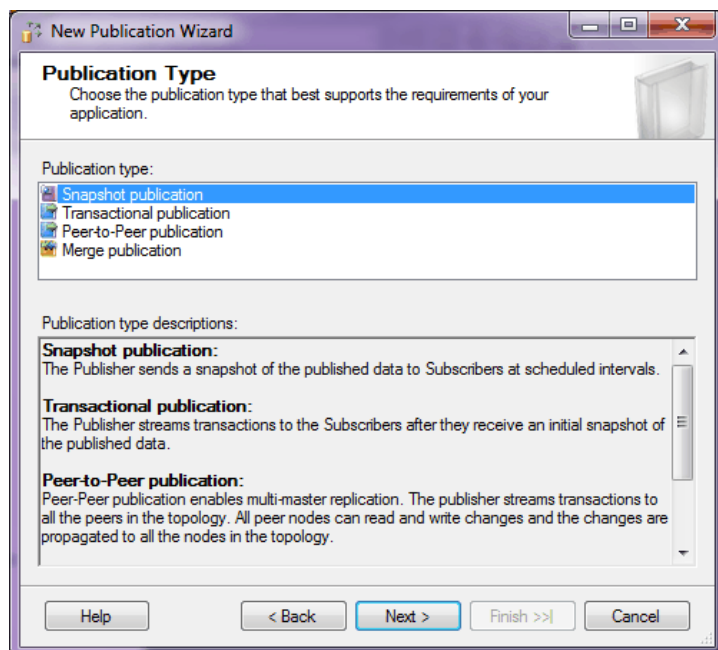 New Publication Wizard
Publication Type
Choose the publication type that best supports the requirements of your
application.
Publication type:
Snapshot publication
Transactional publication
Peer-to-Peer publication
Merge publication
Publication type descriptions:
Snapshot publication:
The Publisher sends a snapshot of the published data to Subscribers at scheduled intervals.
Transactional publication:
The Publisher streams transactions to the Subscribers after they receive an initial snapshot of
the published data.
Peer-to-Peer publication:
Peer-Peer publication enables multi-master replication. The publisher streams transactions to
all the peers in the topology. All peer nodes can read and write changes and the changes are
propagated to all the nodes in the topology.
Help
< Back
Next >
Finish >>|
Cancel